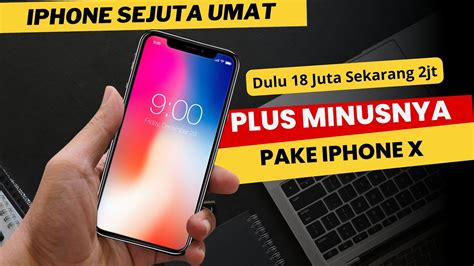 IPHONE SEJUTA UMAT
Dulu 18 Juta Sekarang 2jt
PLUS MINUSNYA
PAKE IPHONE X
9:00